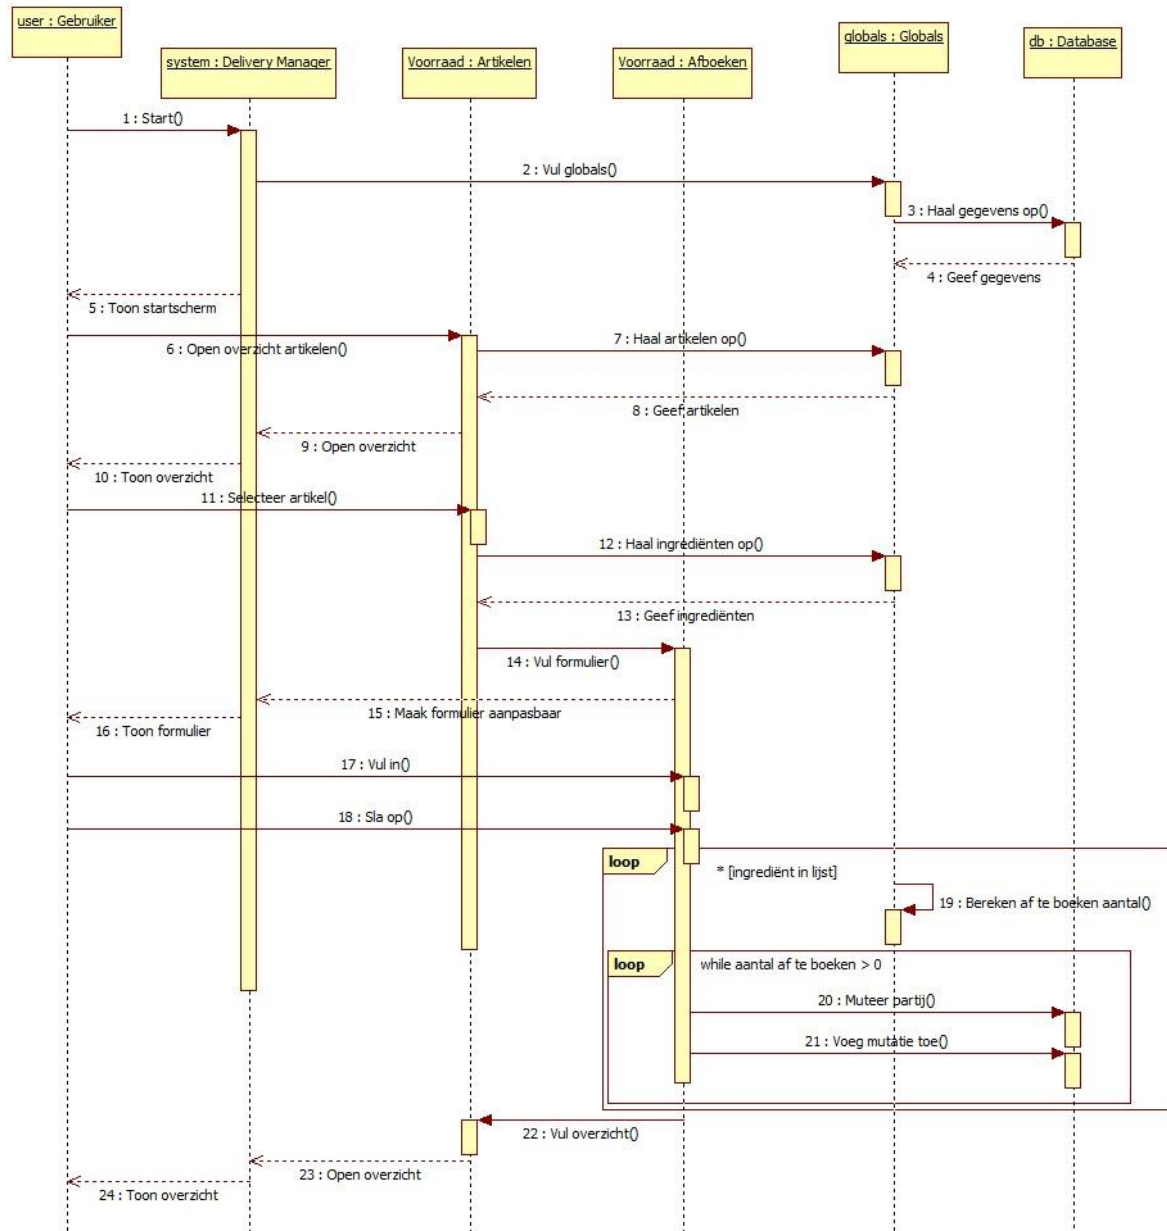 user : Gebruiker
system : Delivery Manager
Voorraad : Artikelen
Voorraad : Afboeken
globals : Globals
db : Database
1 : Start()
2 : Vul globals()
3 : Haal gegevens op()
4 : Geef gegevens
5 : Toon startscherm
6 : Open overzicht artikelen()
7 : Haal artikelen op()
8 : Geef artikelen
9 : Open overzicht
10 : Toon overzicht
11 : Selecteer artikel()
12 : Haal ingrediënten op()
13 : Geef ingrediënten
14 : Vul formulier()
15 : Maak formulier aanpasbaar
16 : Toon formulier
17 : Vul in()
18 : Sla op()
loop
* [ingrediënt in lijst]
19 : Bereken af te boeken aantal()
loop
while aantal af te boeken > 0
20 : Muteer partij()
21 : Voeg mutatie toe()
22 : Vul overzicht()
23 : Open overzicht
24 : Toon overzicht